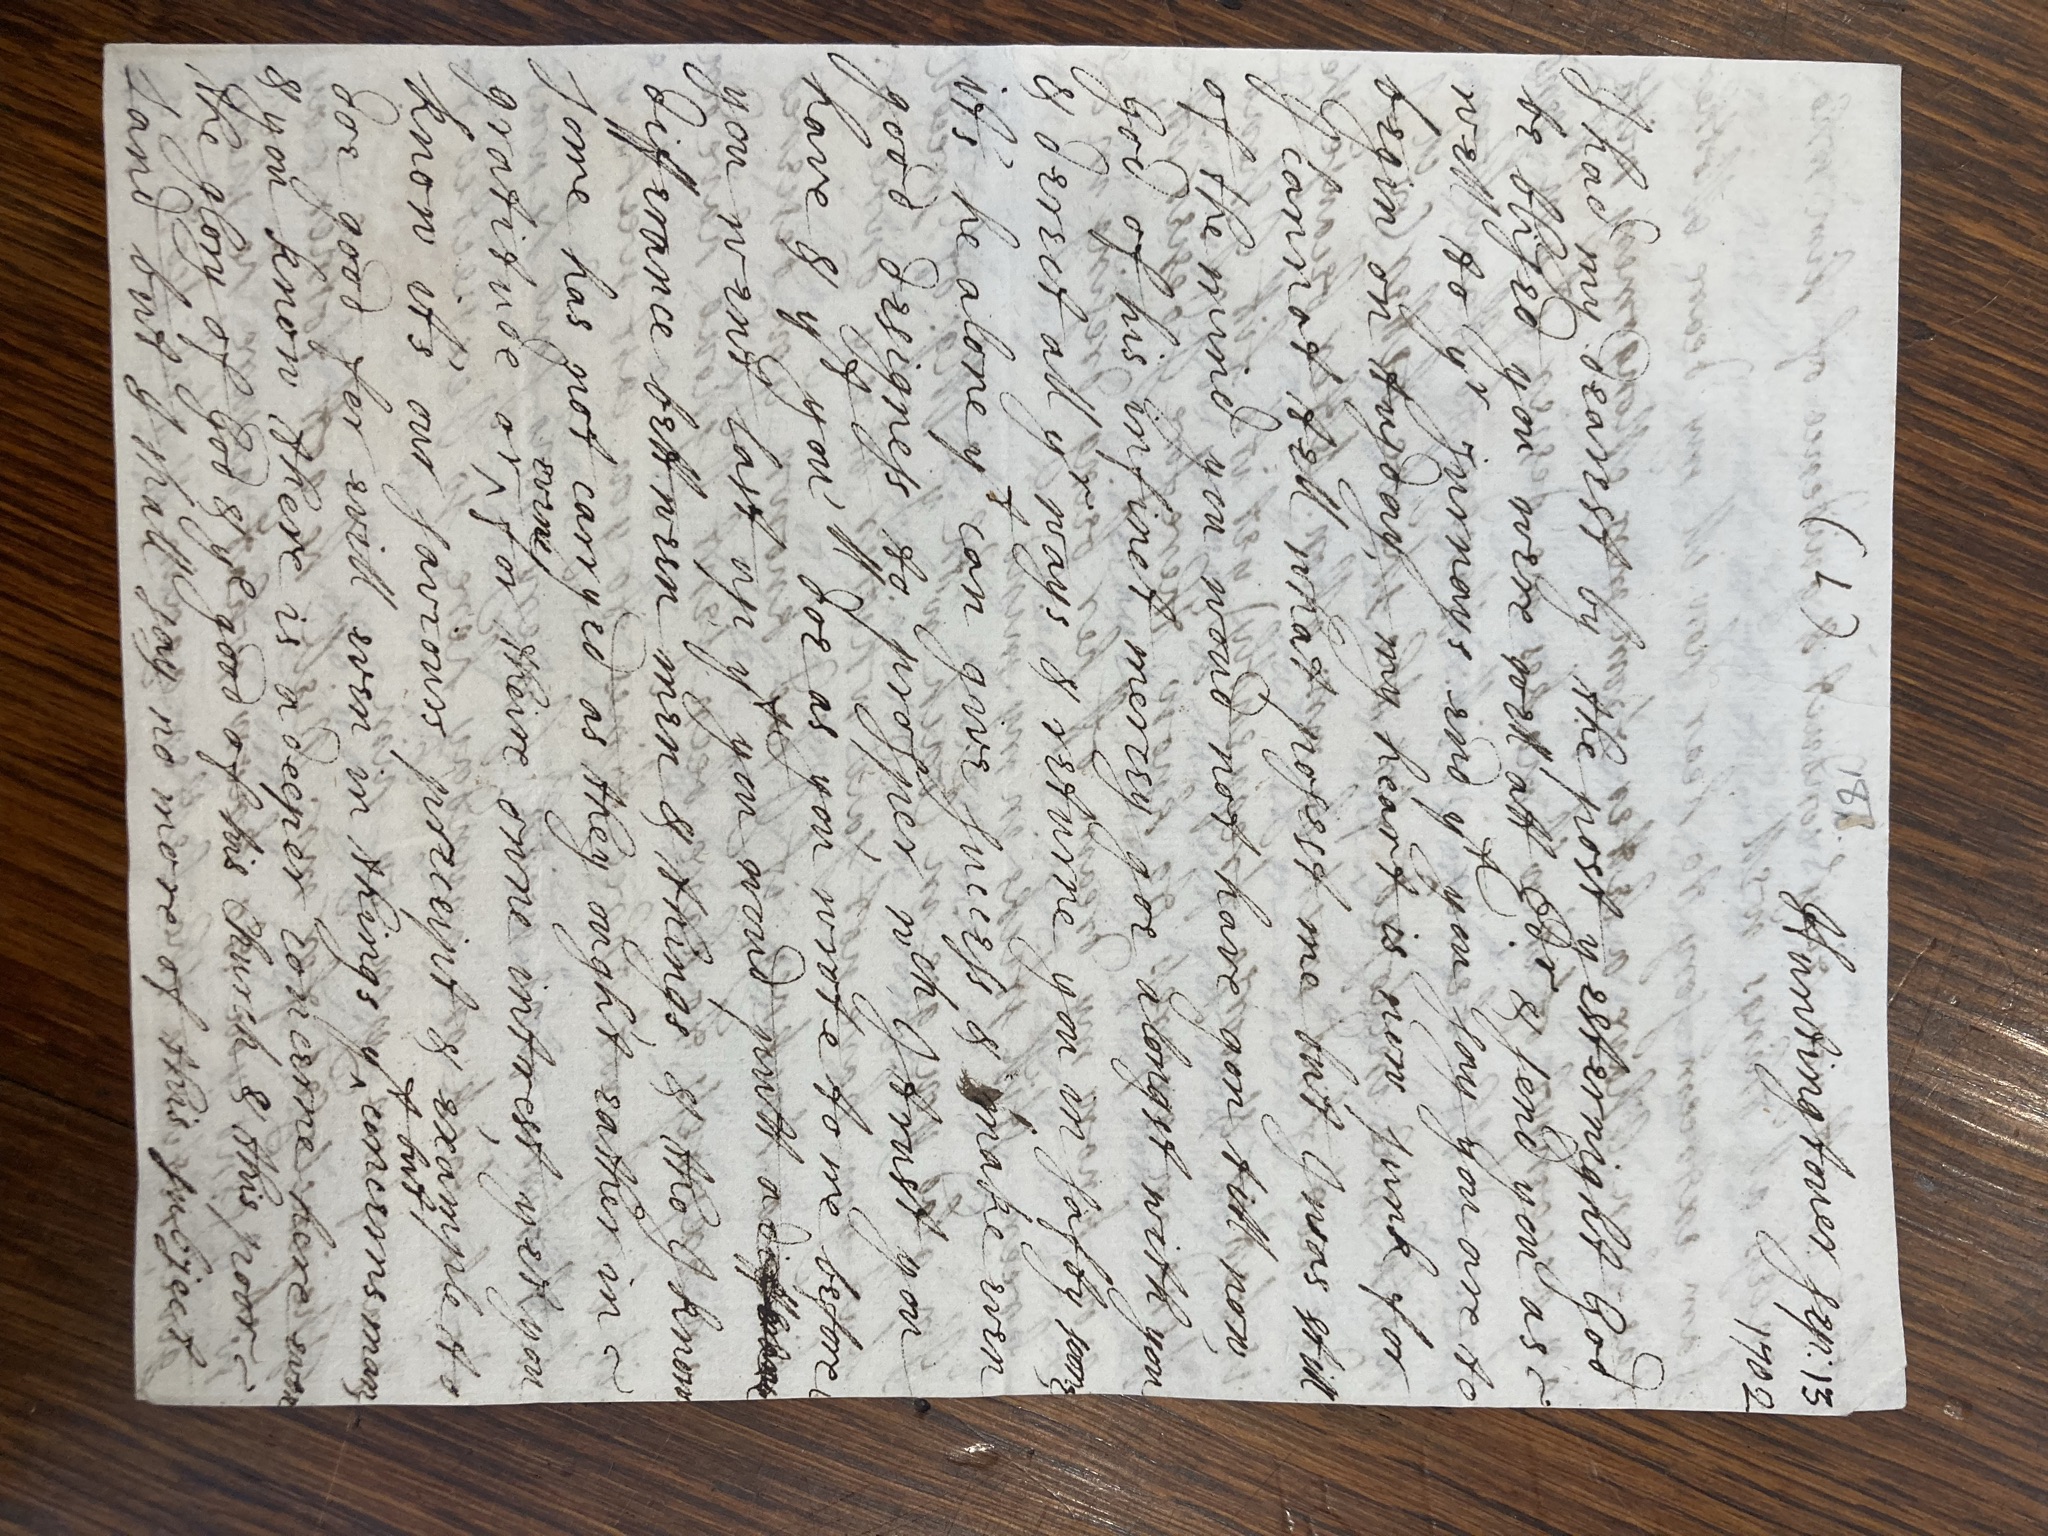 (1) 18
Huntingtouer sep: 13
1702
I had my dearest by the post yesternight God
be blised you were well att Edr. & send you as ~
well to yr jurnays end yt you say you are to
begin on tusday, my heart is now sunk for
I cannot tell what posest me but I was still
of the mind you woud not have gon till now,
God of his infinet mercey goe alongst with you
& derect all yr ways & returne you in safty soone,
it's he alone yt can give success & make even
good designess to prosper, wch I trust you
have & yt you'll doe as you wrote to me before
you went last up, yt you woud putt a differance
differance bettween men & things, & tho I know
some has not carryed as they ought eather in ~
gratitude or evene for theire onne intrest, yet you
know it's our saviours preceipt & example to
doe good for evill even in things yt but concerns man,
& you know there is a deeper concerne here even
the glory of God & ye good of his Church & this poor ~
Land but I shall say no more of this subject